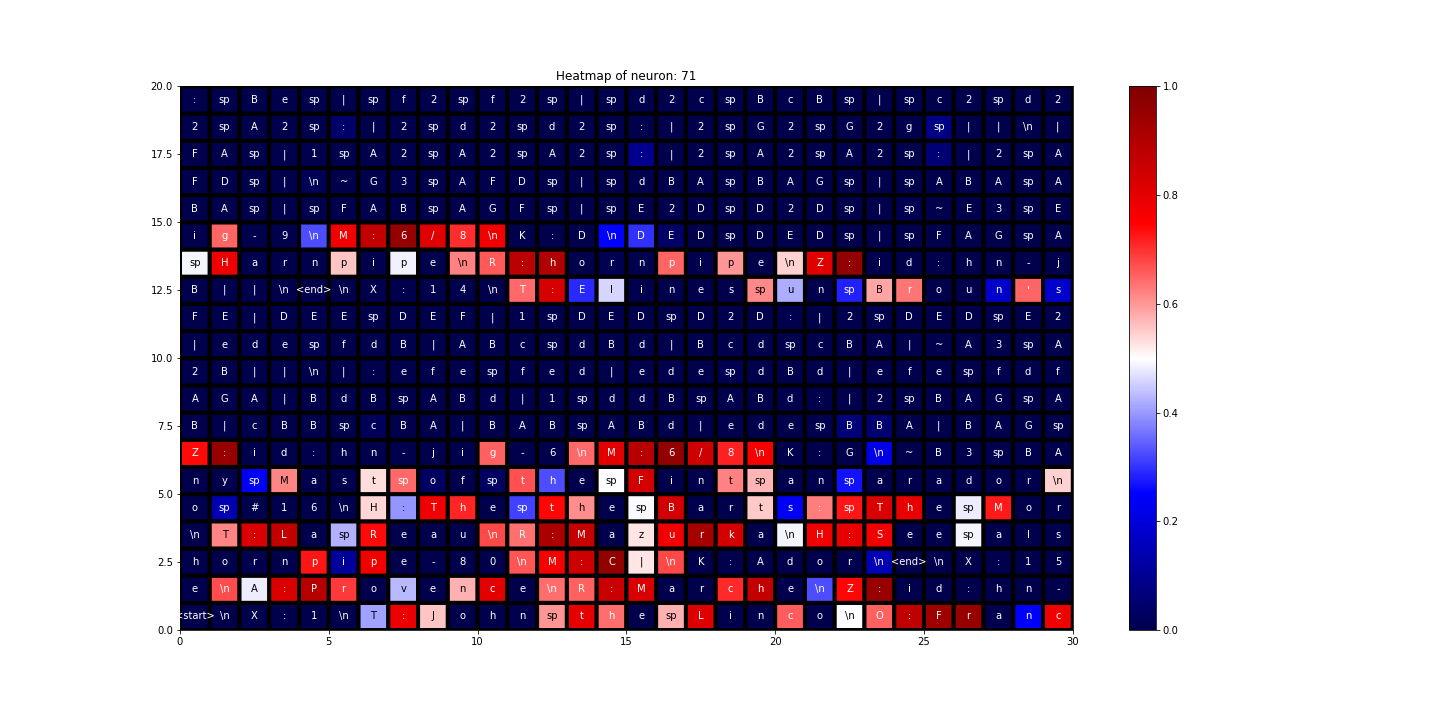 Heatmap of neuron: 71
20.0
: sp B e sp | sp f 2 sp f 2 sp | sp d 2 c sp B c B sp | sp c 2 sp d 2
2 sp A 2 sp : | 2 sp d 2 sp d 2 sp : | 2 sp G 2 sp G 2 g sp | | \n |
17.5
F A sp | 1 sp A 2 sp A 2 sp A 2 sp : | 2 sp A 2 sp A 2 sp : | 2 sp A
F D sp | \n ~ G 3 sp A F D sp | sp d B A sp B A G sp | sp A B A sp A
B A sp | sp F A B sp A G F sp | sp E 2 D sp D 2 D sp | sp ~ E 3 sp E
15.0
i g - 9 \n M : 6 / 8 \n K : D \n D E D sp D E D sp | sp F A G sp A
sp H a r n p i p e \n R : h o r n p i p e \n Z : i d : h n - j
12.5
B | | \n <end> \n X : 1 4 \n T : E l i n e s sp u n sp B r o u n ' s
F E | D E E sp D E F | 1 sp D E D sp D 2 D : | 2 sp D E D sp E 2
10.0
| e d e sp f d B | A B c sp d B d | B c d sp c B A | ~ A 3 sp A
2 B | | \n | : e f e sp f e d | e d e sp d B d | e f e sp f d f
A G A | B d B sp A B d | 1 sp d d B sp A B d : | 2 sp B A G sp A
7.5
B | c B B sp c B A | B A B sp A B d | e d e sp B B A | B A G sp
Z : i d : h n - j i g - 6 \n M : 6 / 8 \n K : G \n ~ B 3 sp B A
n y sp M a s t sp o f sp t h e sp F i n t sp a n sp a r a d o r \n
5.0
o sp # 1 6 \n H : T h e sp t h e sp B a r t s : sp T h e sp M o r
\n T : L a sp R e a u \n R : M a z u r k a \n H : S e e sp a l s
2.5
h o r n p i p e - 8 0 \n M : C | \n K : A d o r \n <end> \n X : 1 5
e \n A : P r o v e n c e \n R : M a r c h e \n Z : i d : h n -
<start> \n X : 1 \n T : J o h n sp t h e sp L i n c o \n O : F r a n c
0.0
0 5 10 15 20 25 30
1.0
0.8
0.6
0.4
0.2
0.0